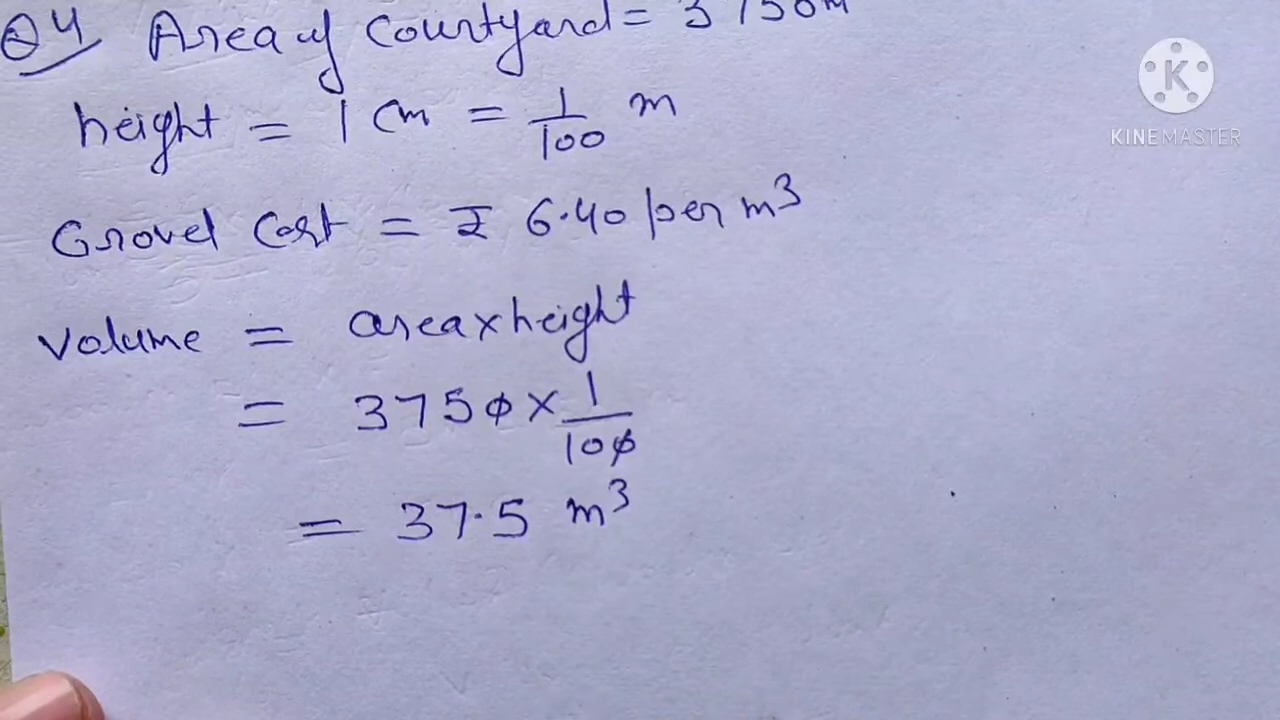 Q4 Area of Courtyard = 3750m
height = 1 cm = 1/100 m
Gravel Cost = ₹ 6.40 per m³
Volume = area x height
= 3750 × 1/100
= 37.5 m³
K
KINEMASTER